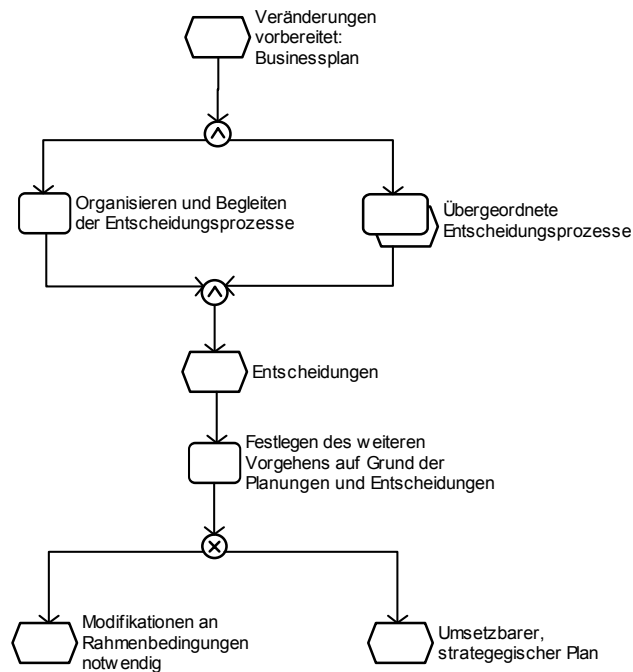 Veränderungen
vorbereitet:
Businessplan
Organisieren und Begleiten
der Entscheidungsprozesse
Übergeordnete
Entscheidungsprozesse
Entscheidungen
Festlegen des weiteren
Vorgehens auf Grund der
Planungen und Entscheidungen
Modifikationen an
Rahmenbedingungen
notwendig
Umsetzbarer,
strategegischer Plan